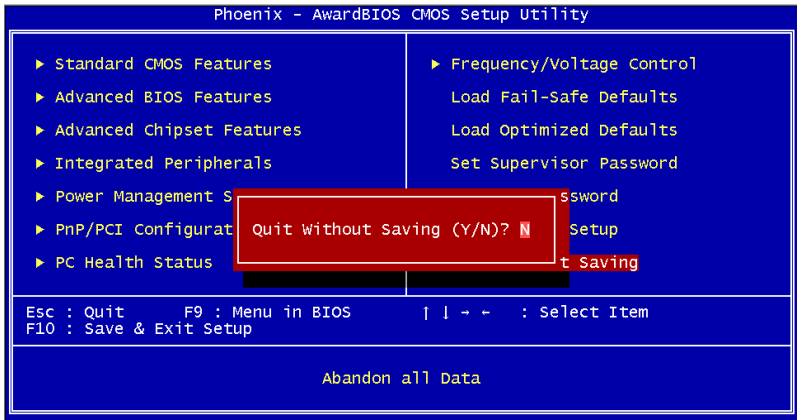 Phoenix - AwardBIOS CMOS Setup Utility
Standard CMOS Features
Advanced BIOS Features
Advanced Chipset Features
Integrated Peripherals
Power Management S
PnP/PCI Configurat
PC Health Status
Frequency/Voltage Control
Load Fail-Safe Defaults
Load Optimized Defaults
Set Supervisor Password
ssword
Setup
t Saving
Quit Without Saving (Y/N)? N
Esc : Quit F9 : Menu in BIOS ↑ ↓ → ← : Select Item
F10 : Save & Exit Setup
Abandon all Data